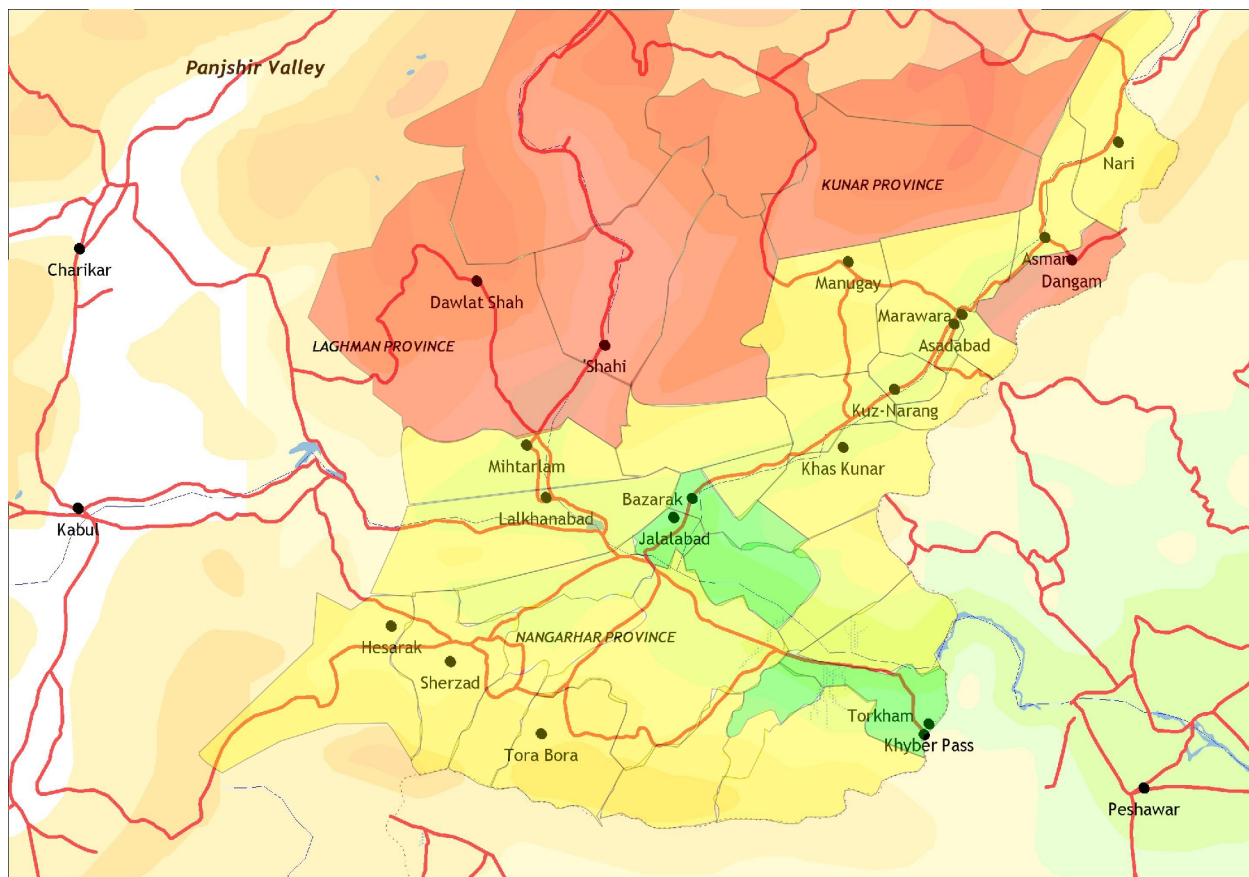 Panjshir Valley
Nari
KUNAR PROVINCE
Charikar
Asmar
Manugay
Dangam
Dawlat Shah
Marawara
Asadabad
LAGHMAN PROVINCE
'Shahi
Kuz-Narang
Mihtarlam
Khas Kunar
Bazarak
Lalkhanabad
Kabul
Jalalabad
NANGARHAR PROVINCE
Hesarak
Sherzad
Torkham
Khyber Pass
Tora Bora
Peshawar